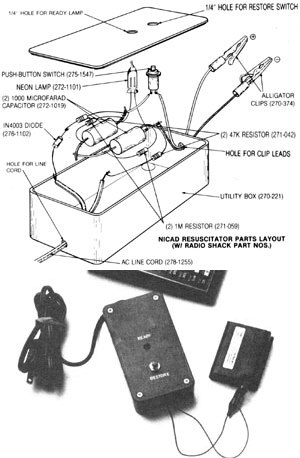 1/4" HOLE FOR READY LAMP
1/4" HOLE FOR RESTORE SWITCH
PUSH-BUTTON SWITCH (275-1547)
NEON LAMP (272-1101)
(2) 1000 MICROFARAD
CAPACITOR (272-1019)
IN4003 DIODE
(276-1102)
HOLE FOR LINE
CORD
+
−
ALLIGATOR
CLIPS (270-374)
(2) 47K RESISTOR (271-042)
HOLE FOR CLIP LEADS
UTILITY BOX (270-221)
(2) 1M RESISTOR (271-059)
NICAD RESUSCITATOR PARTS LAYOUT
(W/ RADIO SHACK PART NOS.)
AC LINE CORD (278-1255)
READY
RESTORE